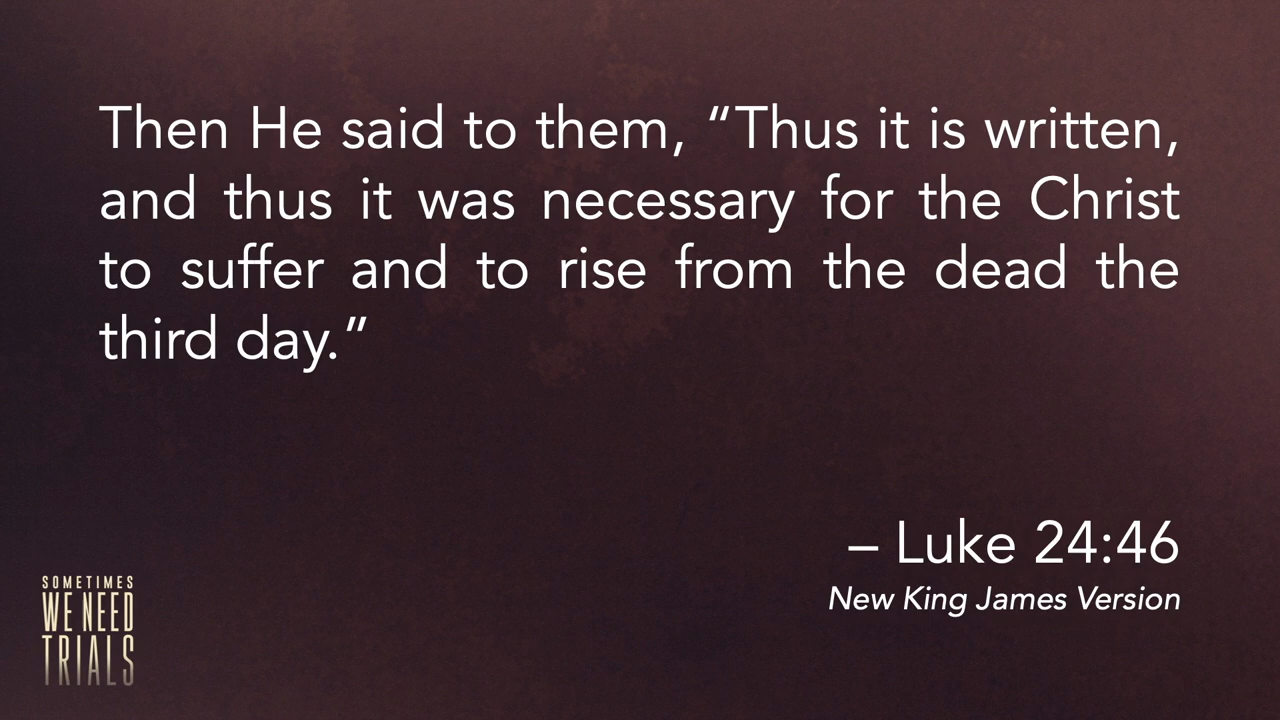 Then He said to them, “Thus it is written,
and thus it was necessary for the Christ
to suffer and to rise from the dead the
third day.”
– Luke 24:46
New King James Version
SOMETIMES
WE NEED
TRIALS